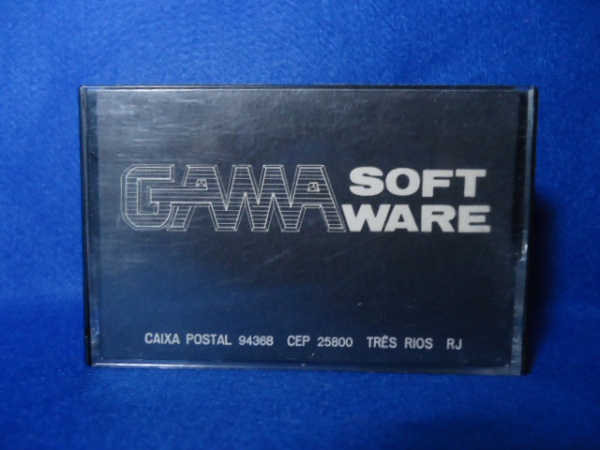 GAMA SOFT
WARE
CAIXA POSTAL 94368 CEP 25800 TRÊS RIOS RJ